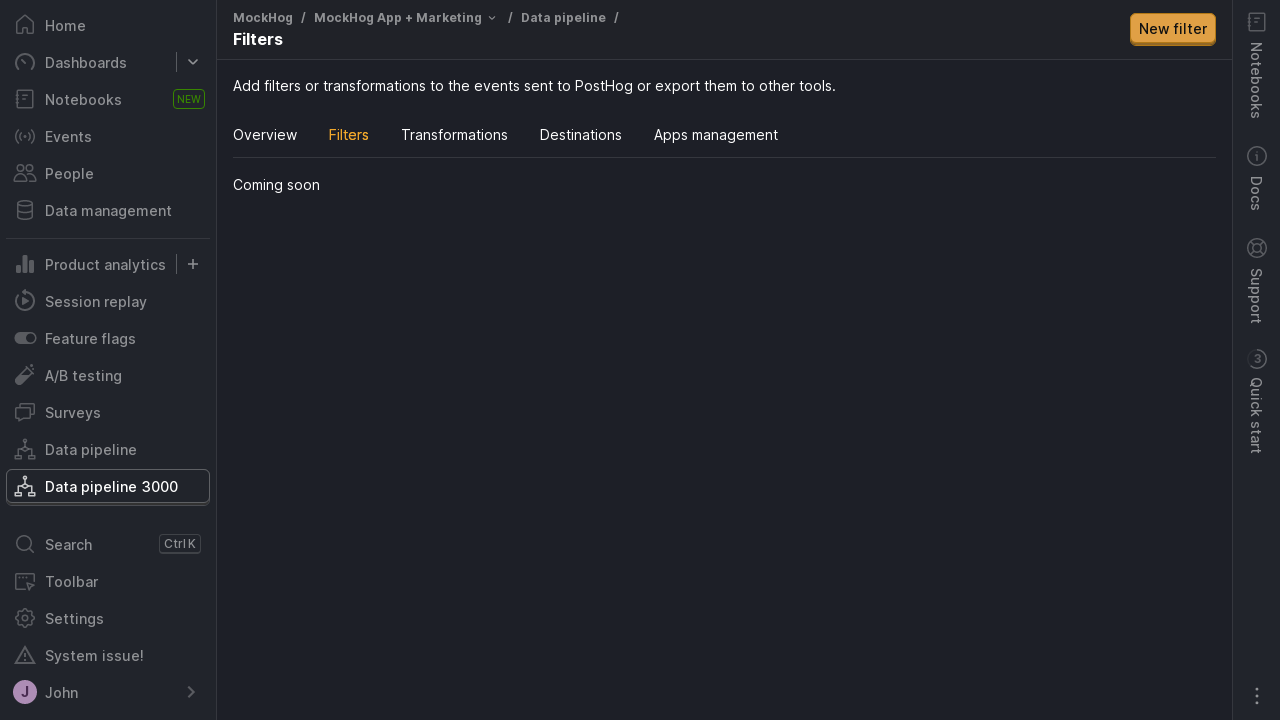 Home
Dashboards
Notebooks
NEW
Events
People
Data management
Product analytics
Session replay
Feature flags
A/B testing
Surveys
Data pipeline
Data pipeline 3000
Search
Ctrl K
Toolbar
Settings
System issue!
J
John
MockHog / MockHog App + Marketing / Data pipeline /
Filters
New filter
Add filters or transformations to the events sent to PostHog or export them to other tools.
Overview Filters Transformations Destinations Apps management
Coming soon
Notebooks
Docs
Support
3
Quick start